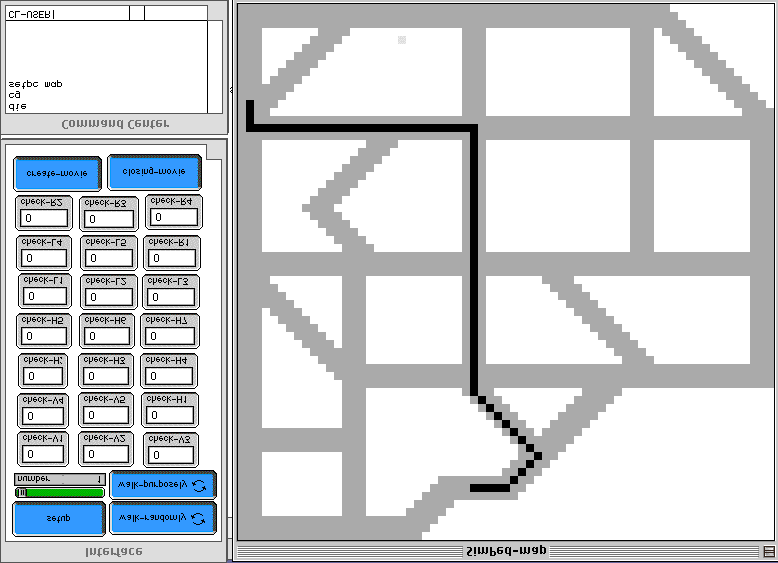 CL-USER|
setpc map
cg
die
Command Center
create-movie closing-movie
check-R2 check-R3 check-R4
0 0 0
check-L4 check-L5 check-R1
0 0 0
check-L1 check-L2 check-L3
0 0 0
check-H5 check-H6 check-H7
0 0 0
check-H2 check-H3 check-H4
0 0 0
check-V4 check-V5 check-H1
0 0 0
check-V1 check-V2 check-V3
0 0 0
number 1
walk-purposely
setup walk-randomly
Interface
SimPed-map